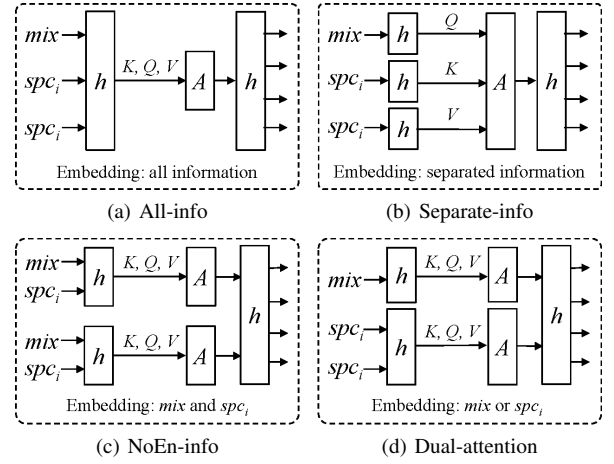 mix
spc_i
spc_i
h
K, Q, V
A
h
Embedding: all information
(a) All-info
mix
spc_i
spc_i
h
h
h
Q
K
V
A
h
Embedding: separated information
(b) Separate-info
mix
spc_i
mix
spc_i
h
h
K, Q, V
K, Q, V
A
A
h
Embedding: mix and spc_i
(c) NoEn-info
mix
spc_i
spc_i
h
h
K, Q, V
K, Q, V
A
A
h
Embedding: mix or spc_i
(d) Dual-attention